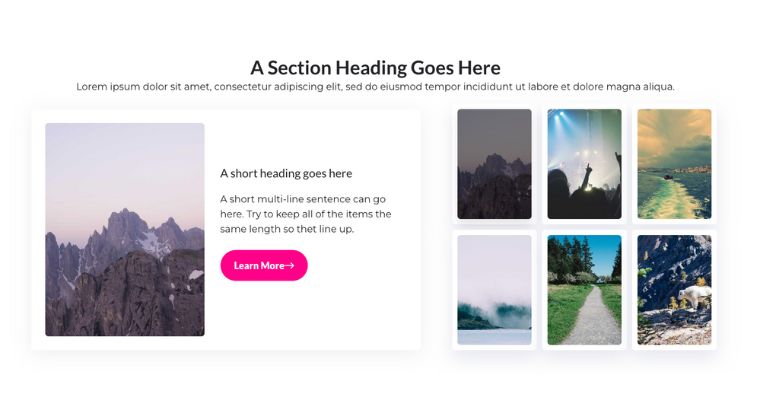 A Section Heading Goes Here
Lorem ipsum dolor sit amet, consectetur adipiscing elit, sed do eiusmod tempor incididunt ut labore et dolore magna aliqua.
A short heading goes here
A short multi-line sentence can go
here. Try to keep all of the items the
same length so thet line up.
Learn More→